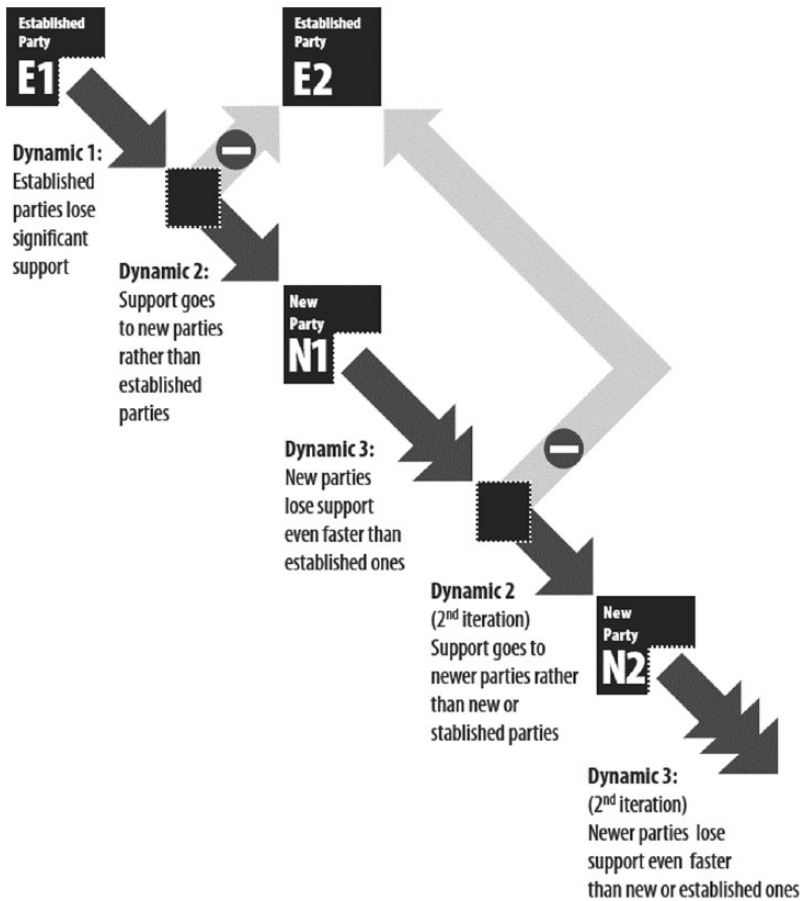 Established
Party
E1
Established
Party
E2
Dynamic 1:
Established
parties lose
significant
support
Dynamic 2:
Support goes
to new parties
rather than
established
parties
New
Party
N1
Dynamic 3:
New parties
lose support
even faster than
established ones
Dynamic 2
(2nd iteration)
Support goes to
newer parties rather
than new or
stablished parties
New
Party
N2
Dynamic 3:
(2nd iteration)
Newer parties lose
support even faster
than new or established ones